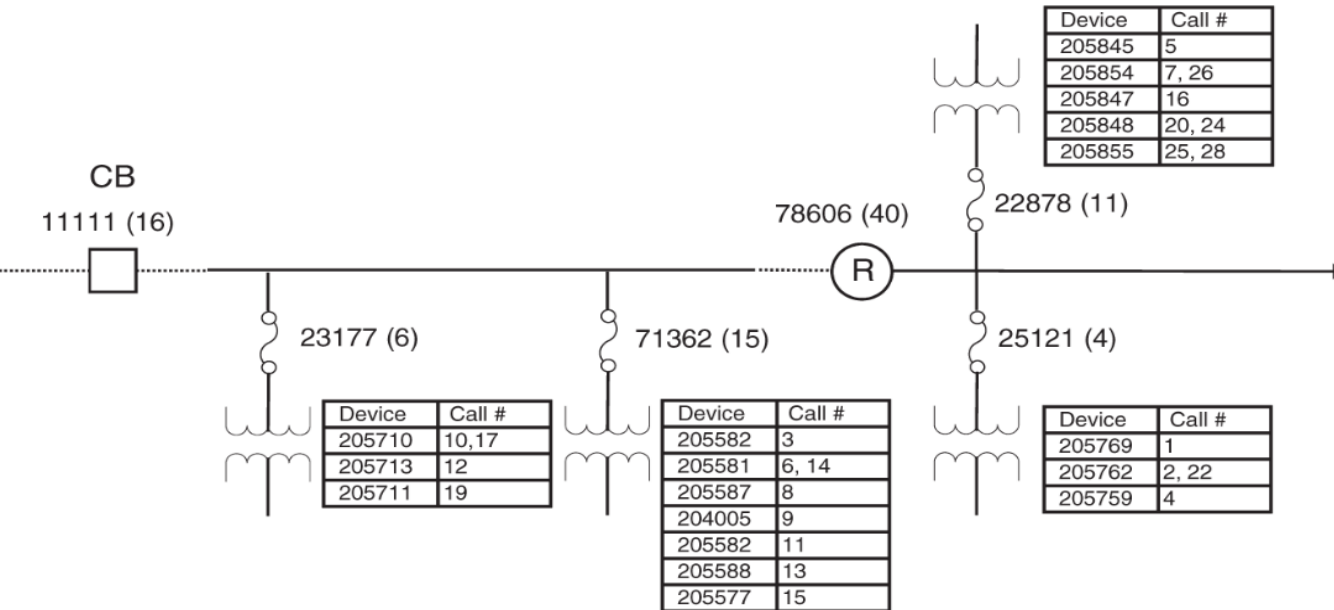 Device Call #
205845 5
205854 7, 26
205847 16
205848 20, 24
205855 25, 28
CB
11111 (16)
78606 (40)
22878 (11)
R
23177 (6)
71362 (15)
25121 (4)
Device Call #
205710 10,17
205713 12
205711 19
Device Call #
205582 3
205581 6, 14
205587 8
204005 9
205582 11
205588 13
205577 15
Device Call #
205769 1
205762 2, 22
205759 4